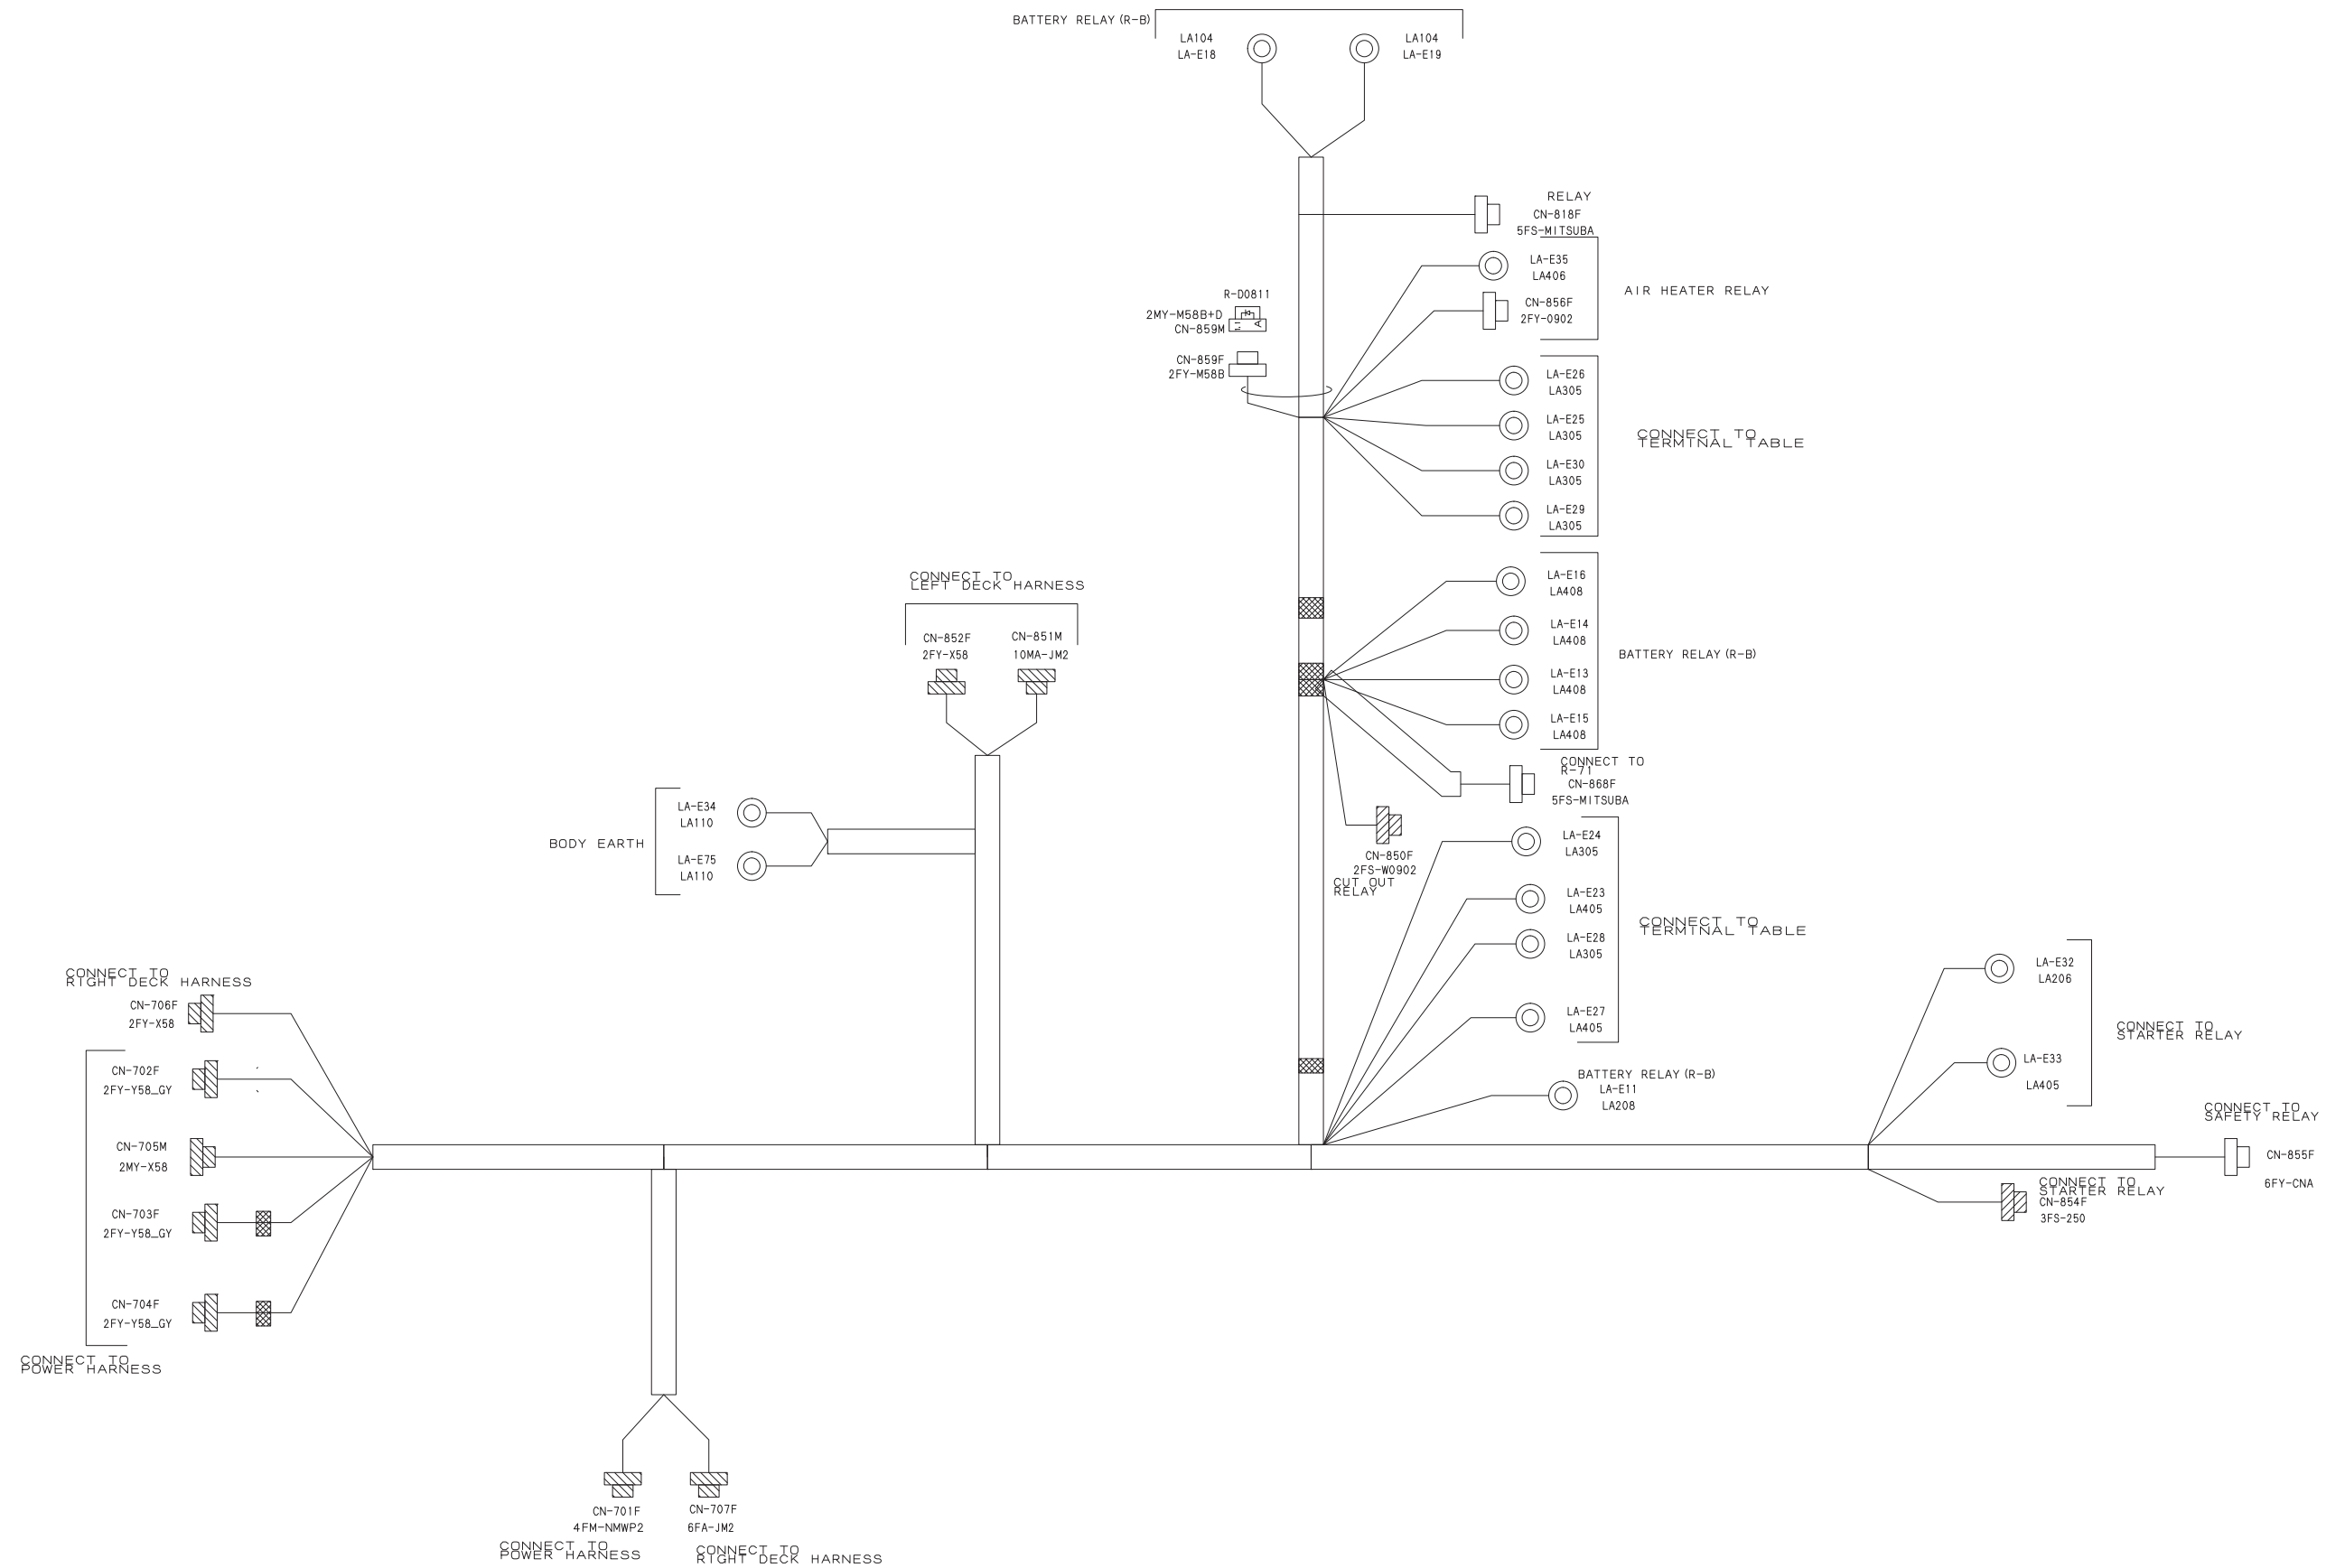 BATTERY RELAY (R-B)
LA104
LA-E18
LA104
LA-E19
RELAY
CN-818F
5FS-MITSUBA
LA-E35
LA406
AIR HEATER RELAY
CN-856F
2FY-0902
R-D0811
2MY-M58B+D
CN-859M
A
CN-859F
2FY-M58B
LA-E26
LA305
LA-E25
LA305
CONNECT TO
TERMINAL TABLE
LA-E30
LA305
LA-E29
LA305
CONNECT TO
LEFT DECK HARNESS
CN-852F
2FY-X58
CN-851M
10MA-JM2
LA-E16
LA408
LA-E14
LA408
BATTERY RELAY (R-B)
LA-E13
LA408
LA-E15
LA408
CONNECT TO
R-71
CN-868F
5FS-MITSUBA
LA-E34
LA110
BODY EARTH
LA-E75
LA110
CN-850F
2FS-W0902
CUT OUT
RELAY
LA-E24
LA305
LA-E23
LA405
CONNECT TO
TERMINAL TABLE
LA-E28
LA305
LA-E27
LA405
BATTERY RELAY (R-B)
LA-E11
LA208
LA-E32
LA206
CONNECT TO
STARTER RELAY
LA-E33
LA405
CONNECT TO
SAFETY RELAY
CN-855F
6FY-CNA
CONNECT TO
STARTER RELAY
CN-854F
3FS-250
CONNECT TO
RIGHT DECK HARNESS
CN-706F
2FY-X58
CN-702F
2FY-Y58_GY
CN-705M
2MY-X58
CN-703F
2FY-Y58_GY
CN-704F
2FY-Y58_GY
CONNECT TO
POWER HARNESS
CN-701F
4FM-NMWP2
CONNECT TO
POWER HARNESS
CN-707F
6FA-JM2
CONNECT TO
RIGHT DECK HARNESS